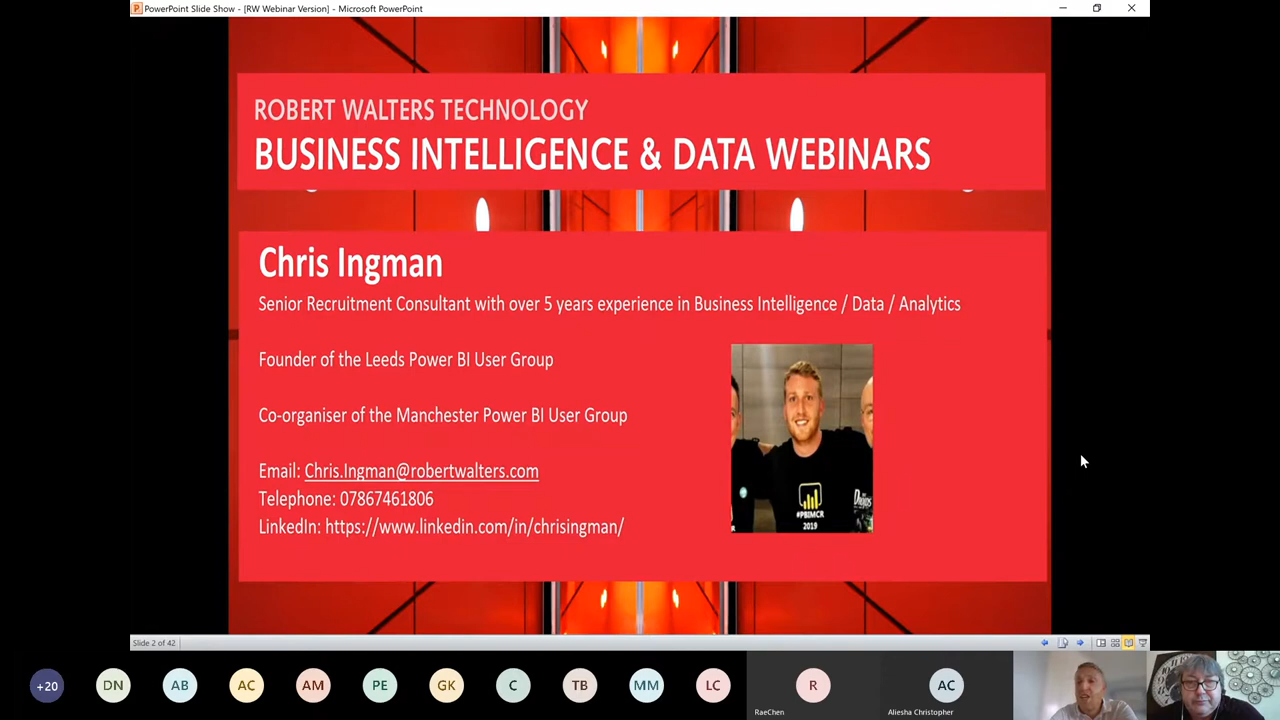 PowerPoint Slide Show - [RW Webinar Version] - Microsoft PowerPoint
ROBERT WALTERS TECHNOLOGY
BUSINESS INTELLIGENCE & DATA WEBINARS
Chris Ingman
Senior Recruitment Consultant with over 5 years experience in Business Intelligence / Data / Analytics
Founder of the Leeds Power BI User Group
Co-organiser of the Manchester Power BI User Group
Email: Chris.Ingman@robertwalters.com
Telephone: 07867461806
LinkedIn: https://www.linkedin.com/in/chrisingman/
#PBIMCR
2019
Slide 2 of 42
+20
DN
AB
AC
AM
PE
GK
C
TB
MM
LC
R
AC
RaeChen
Aliesha Christopher